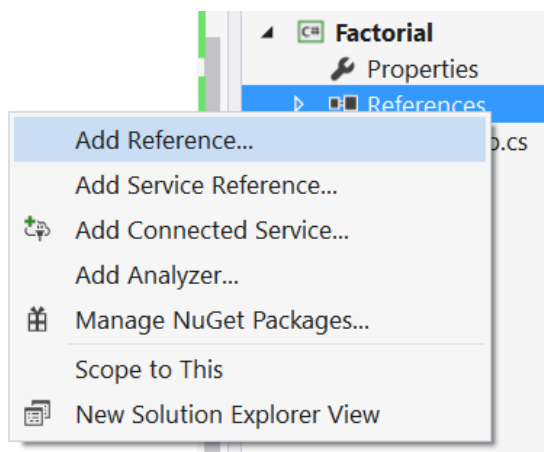 C# Factorial
Properties
References
Add Reference...
.cs
Add Service Reference...
Add Connected Service...
Add Analyzer...
Manage NuGet Packages...
Scope to This
New Solution Explorer View